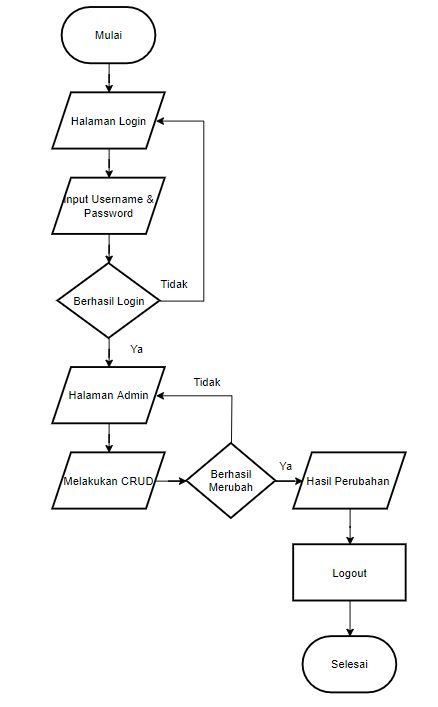 Mulai
Halaman Login
Input Username &
Password
Tidak
Berhasil Login
Ya
Tidak
Halaman Admin
Melakukan CRUD
Berhasil
Merubah
Ya
Hasil Perubahan
Logout
Selesai